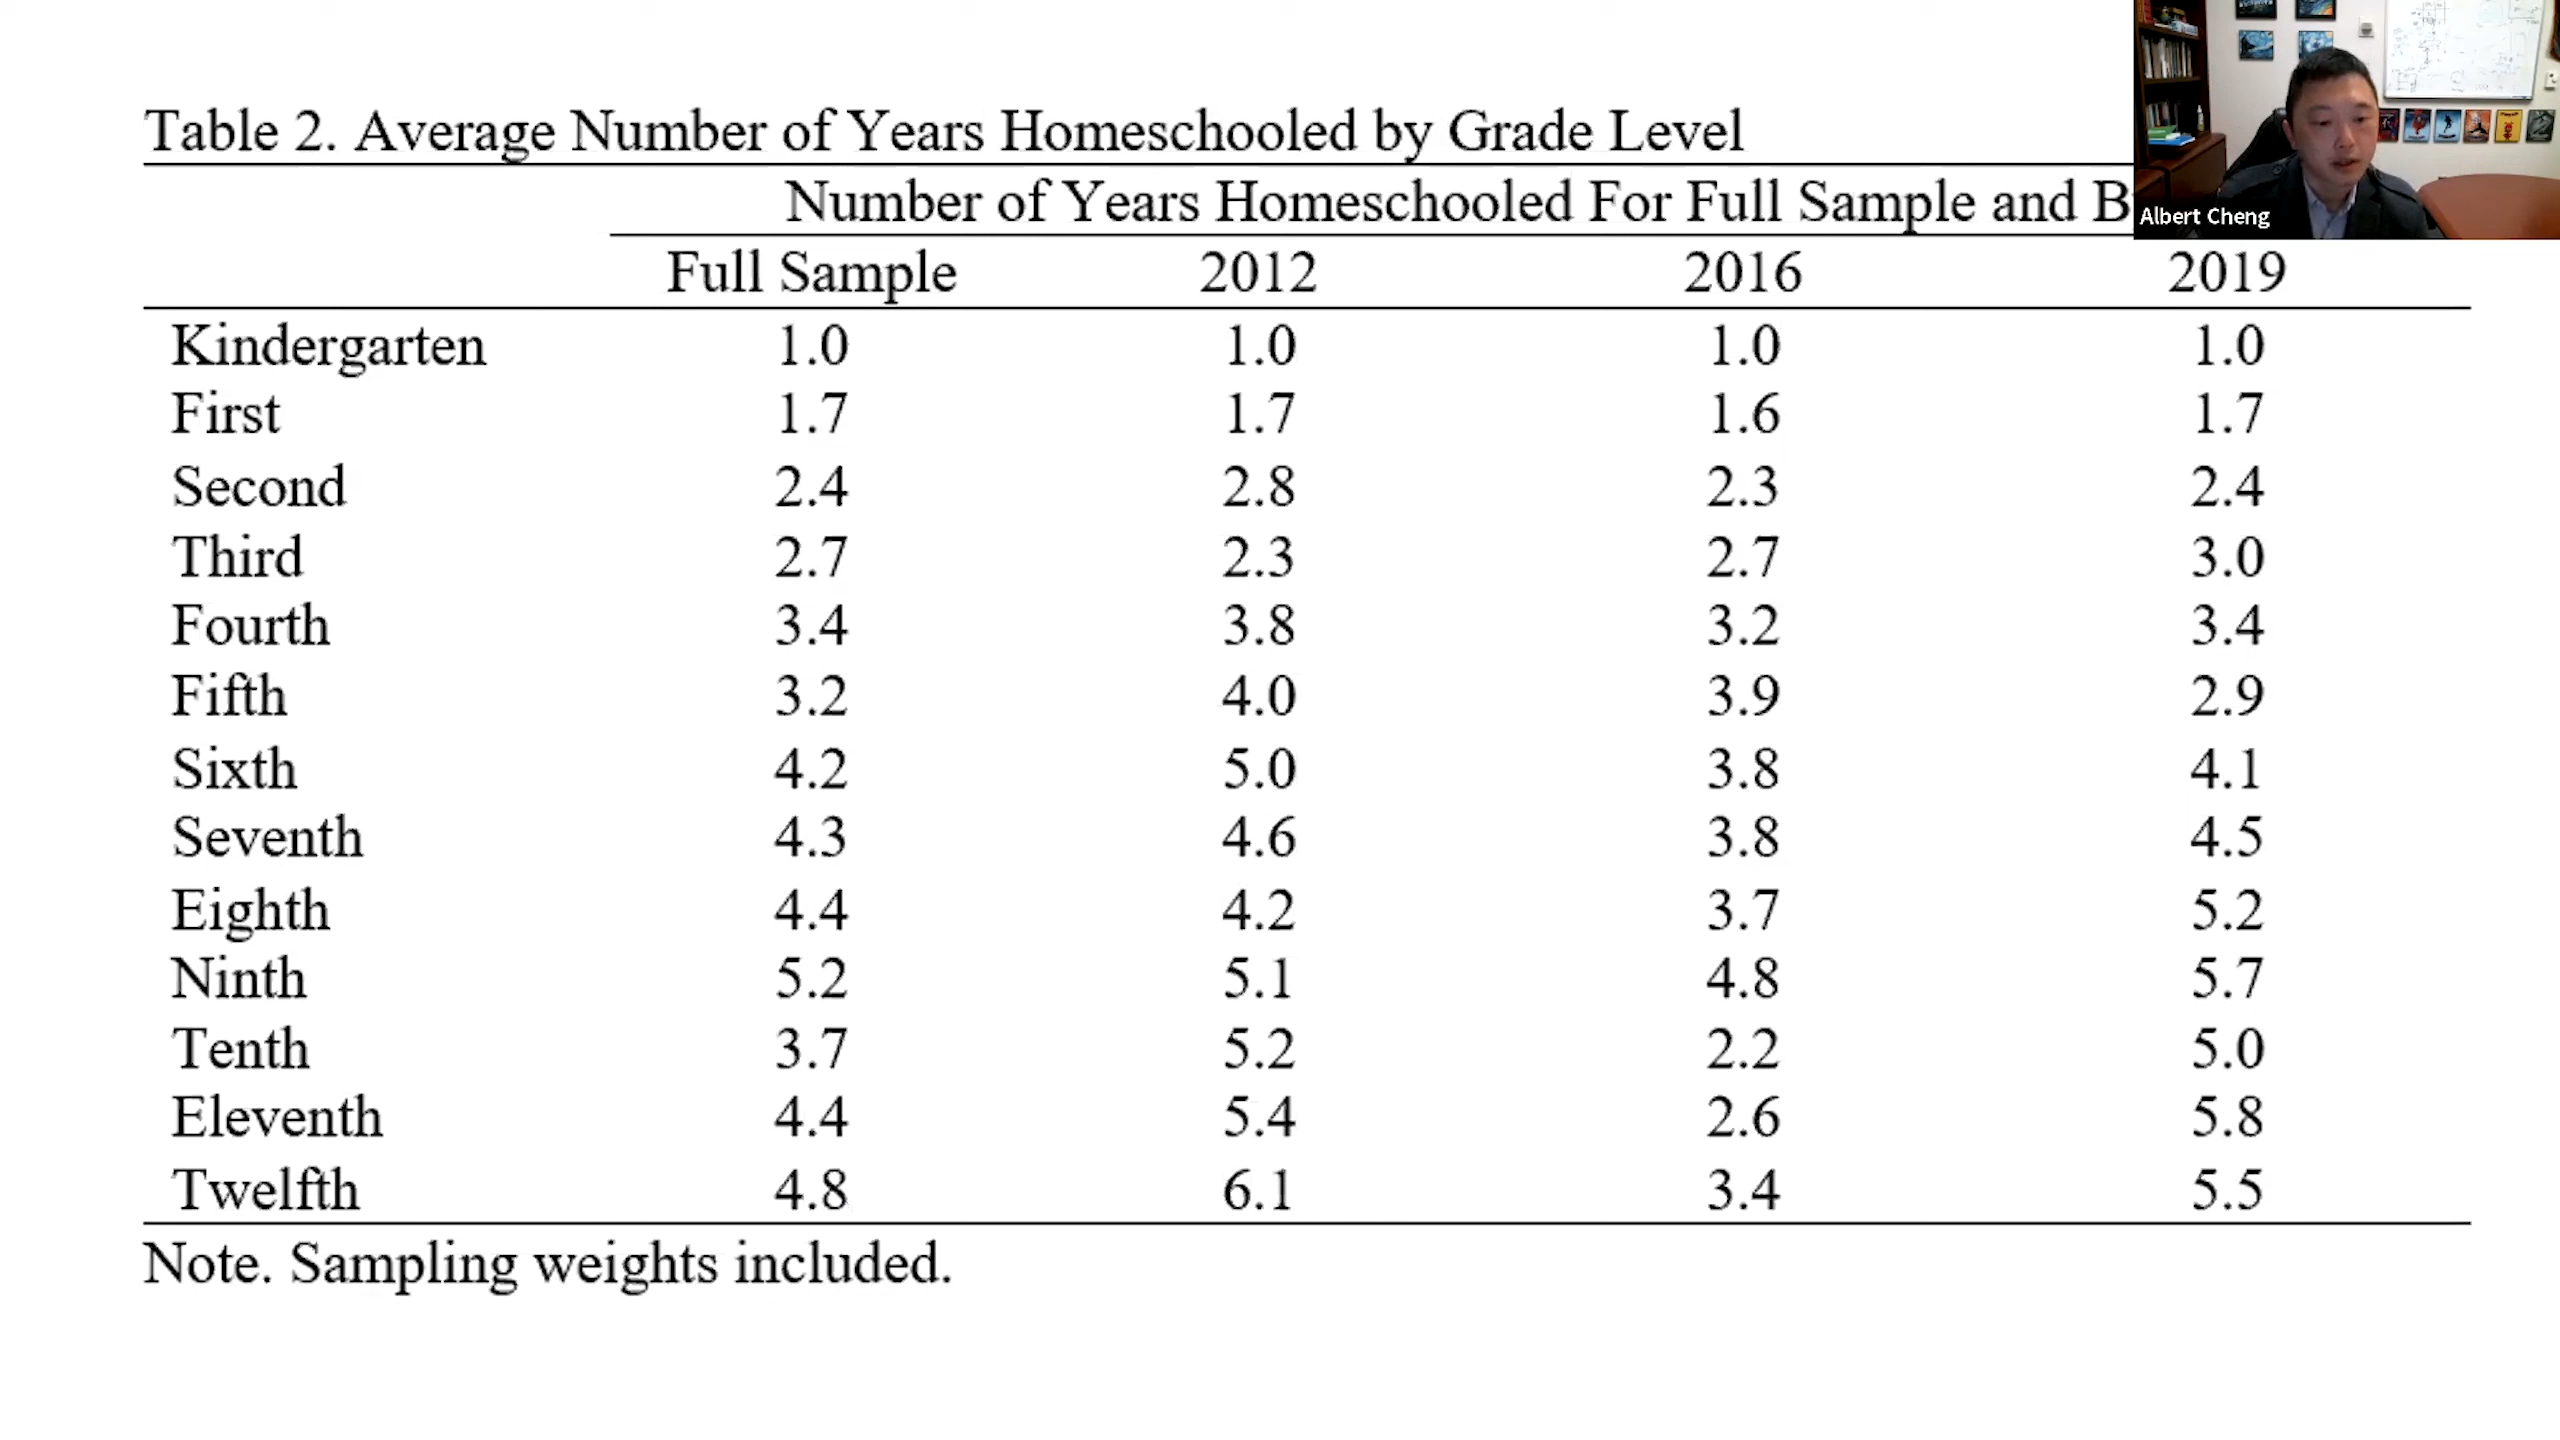 Table 2. Average Number of Years Homeschooled by Grade Level
Number of Years Homeschooled For Full Sample and
Albert Cheng
Full Sample 2012 2016 2019
Kindergarten 1.0 1.0 1.0 1.0
First 1.7 1.7 1.6 1.7
Second 2.4 2.8 2.3 2.4
Third 2.7 2.3 2.7 3.0
Fourth 3.4 3.8 3.2 3.4
Fifth 3.2 4.0 3.9 2.9
Sixth 4.2 5.0 3.8 4.1
Seventh 4.3 4.6 3.8 4.5
Eighth 4.4 4.2 3.7 5.2
Ninth 5.2 5.1 4.8 5.7
Tenth 3.7 5.2 2.2 5.0
Eleventh 4.4 5.4 2.6 5.8
Twelfth 4.8 6.1 3.4 5.5
Note. Sampling weights included.